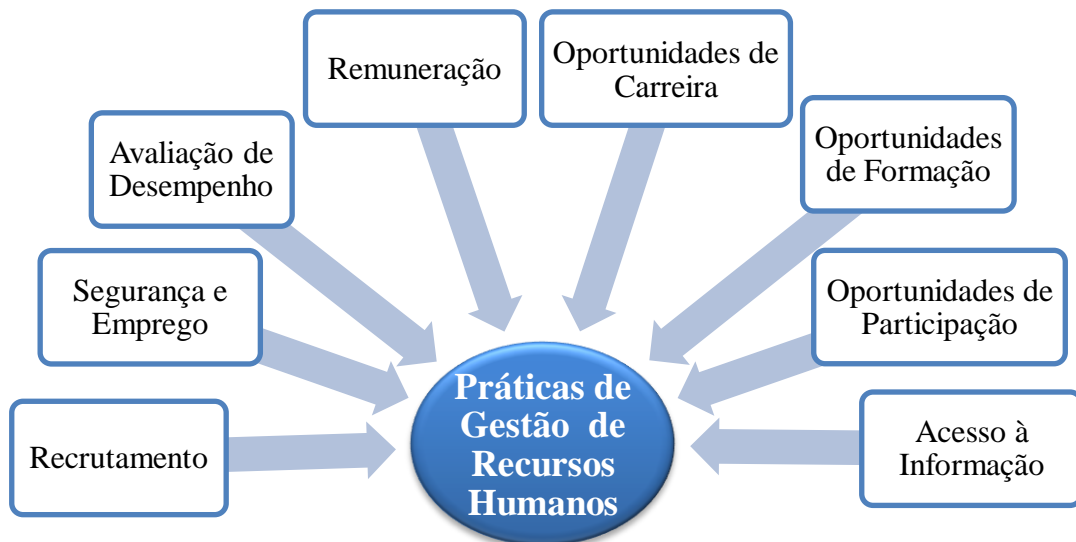 Remuneração
Oportunidades de
Carreira
Avaliação de
Desempenho
Oportunidades
de Formação
Segurança e
Emprego
Oportunidades de
Participação
Recrutamento
Acesso à
Informação
Práticas de
Gestão de
Recursos
Humanos